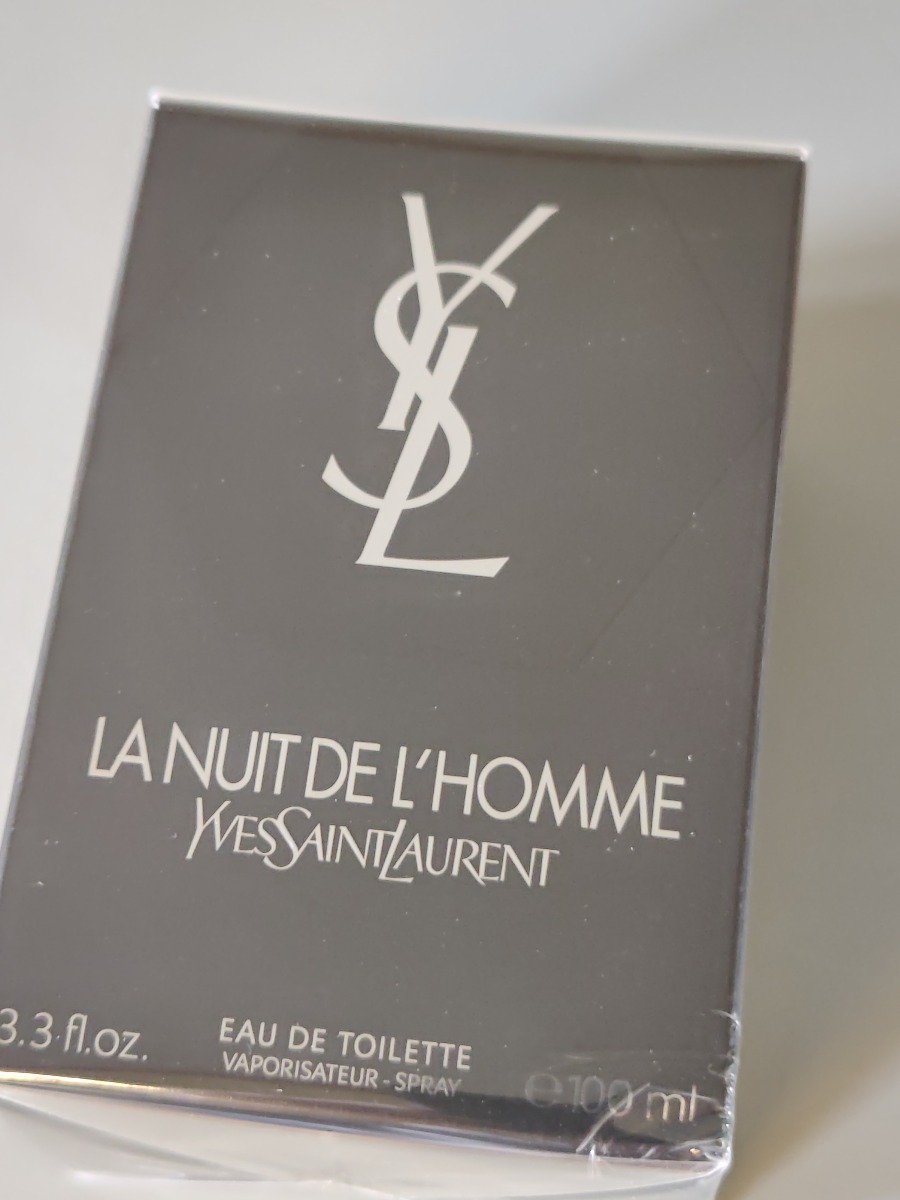 YSL
LA NUIT DE L'HOMME
YVESSAINTLAURENT
3.3 fl.oz.
EAU DE TOILETTE
VAPORISATEUR - SPRAY
e 100 ml